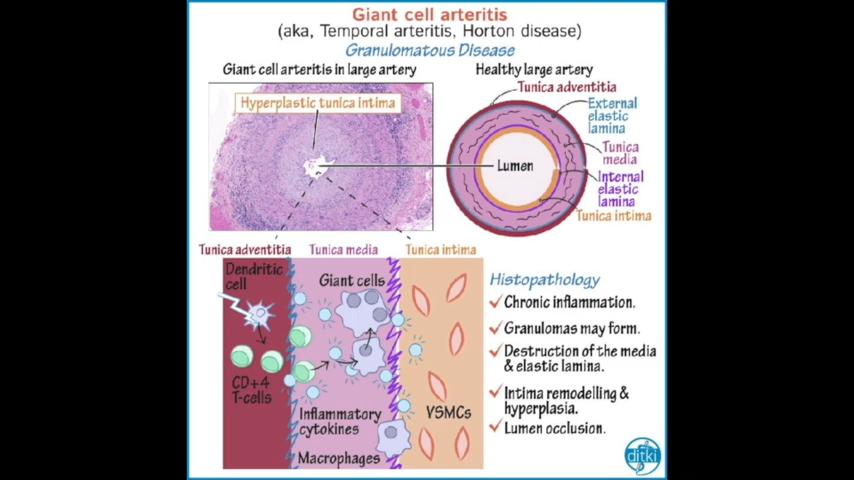 Giant cell arteritis
(aka, Temporal arteritis, Horton disease)
Granulomatous Disease
Giant cell arteritis in large artery
Healthy large artery
Hyperplastic tunica intima
Tunica adventitia
External
elastic
lamina
Tunica
media
Lumen
Internal
elastic
lamina
Tunica intima
Tunica adventitia
Tunica media
Tunica intima
Dendritic
cell
Giant cells
CD+4
T-cells
Inflammatory
cytokines
Macrophages
VSMCs
Histopathology
Chronic inflammation.
Granulomas may form.
Destruction of the media
& elastic lamina.
Intima remodelling &
hyperplasia.
Lumen occlusion.
ditki